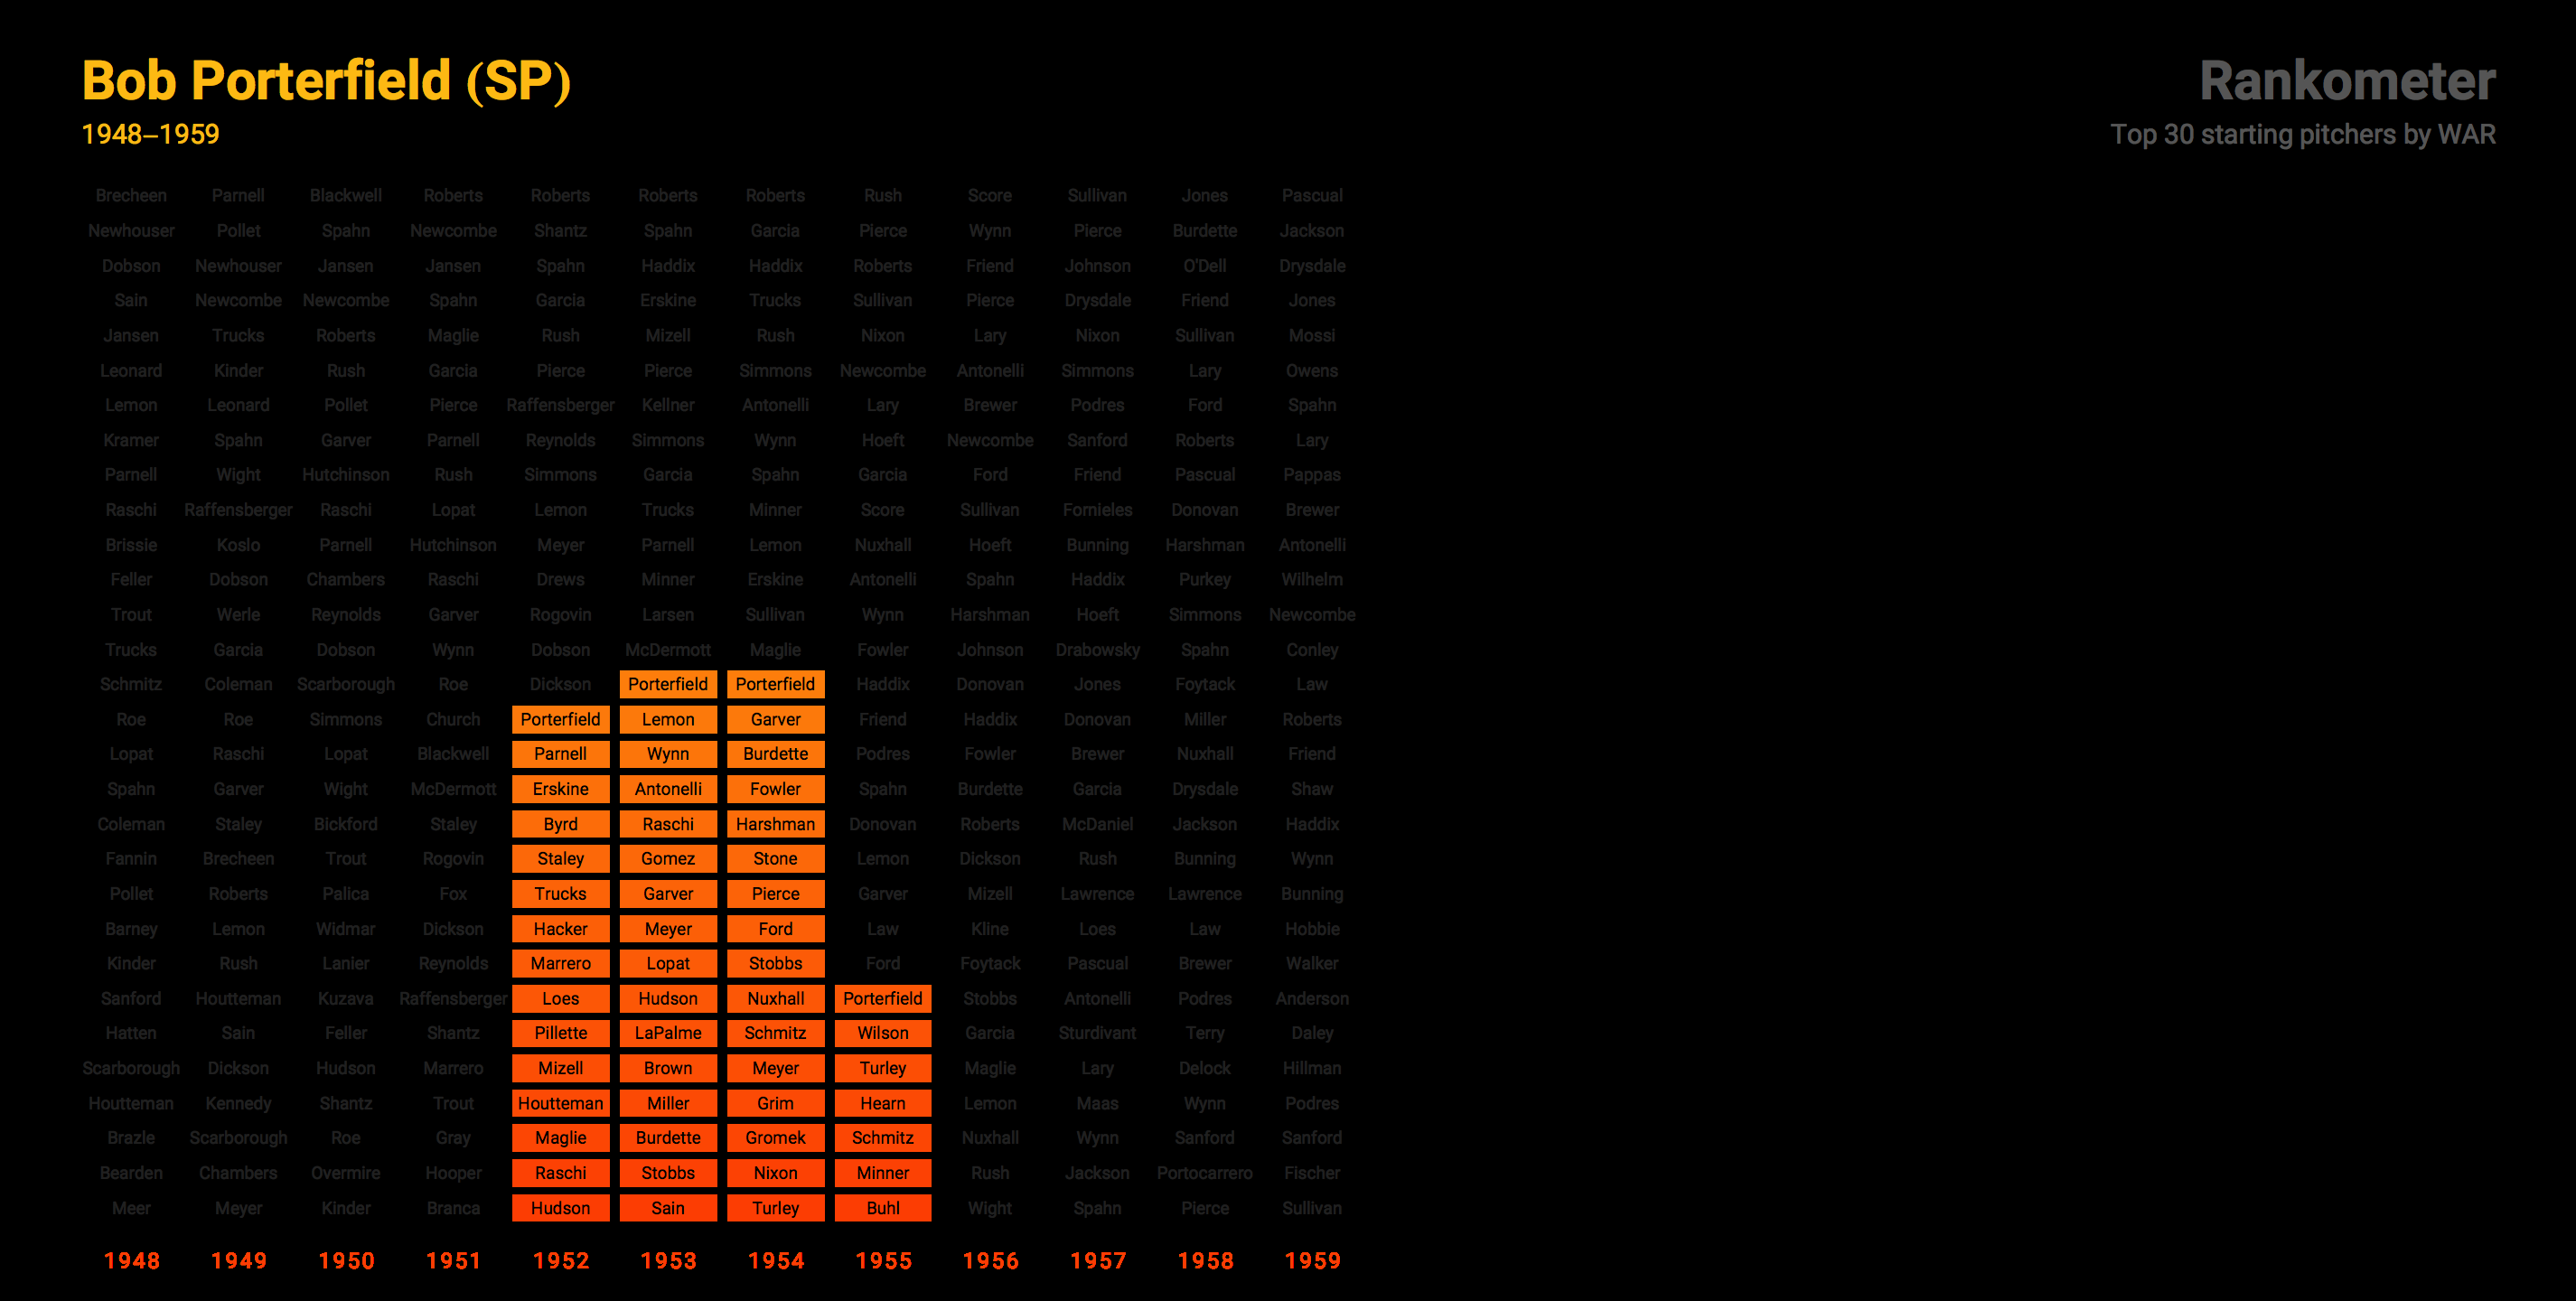 Bob Porterfield (SP)
Rankometer
1948–1959
Top 30 starting pitchers by WAR
Brecheen Parnell Blackwell Roberts Roberts Roberts Roberts Rush Score Sullivan Jones Pascual
Newhouser Pollet Spahn Newcombe Shantz Spahn Garcia Pierce Wynn Pierce Burdette Jackson
Dobson Newhouser Jansen Jansen Spahn Haddix Haddix Roberts Friend Johnson O'Dell Drysdale
Sain Newcombe Newcombe Spahn Garcia Erskine Trucks Sullivan Pierce Drysdale Friend Jones
Jansen Trucks Roberts Maglie Rush Mizell Rush Nixon Lary Nixon Sullivan Mossi
Leonard Kinder Rush Garcia Pierce Pierce Simmons Newcombe Antonelli Simmons Lary Owens
Lemon Leonard Pollet Pierce Raffensberger Kellner Antonelli Lary Brewer Podres Ford Spahn
Kramer Spahn Garver Parnell Reynolds Simmons Wynn Hoeft Newcombe Sanford Roberts Lary
Parnell Wight Hutchinson Rush Simmons Garcia Spahn Garcia Ford Friend Pascual Pappas
Raschi Raffensberger Raschi Lopat Lemon Trucks Minner Score Sullivan Fornieles Donovan Brewer
Brissie Koslo Parnell Hutchinson Meyer Parnell Lemon Nuxhall Hoeft Bunning Harshman Antonelli
Feller Dobson Chambers Raschi Drews Minner Erskine Antonelli Spahn Haddix Purkey Wilhelm
Trout Werle Reynolds Garver Rogovin Larsen Sullivan Wynn Harshman Hoeft Simmons Newcombe
Trucks Garcia Dobson Wynn Dobson McDermott Maglie Fowler Johnson Drabowsky Spahn Conley
Schmitz Coleman Scarborough Roe Dickson Porterfield Porterfield Haddix Donovan Jones Foytack Law
Roe Roe Simmons Church Porterfield Lemon Garver Friend Haddix Donovan Miller Roberts
Lopat Raschi Lopat Blackwell Parnell Wynn Burdette Podres Fowler Brewer Nuxhall Friend
Spahn Garver Wight McDermott Erskine Antonelli Fowler Spahn Burdette Garcia Drysdale Shaw
Coleman Staley Bickford Staley Byrd Raschi Harshman Donovan Roberts McDaniel Jackson Haddix
Fannin Brecheen Trout Rogovin Staley Gomez Stone Lemon Dickson Rush Bunning Wynn
Pollet Roberts Palica Fox Trucks Garver Pierce Garver Mizell Lawrence Lawrence Bunning
Barney Lemon Widmar Dickson Hacker Meyer Ford Law Kline Loes Law Hobbie
Kinder Rush Lanier Reynolds Marrero Lopat Stobbs Ford Foytack Pascual Brewer Walker
Sanford Houtteman Kuzava Raffensberger Loes Hudson Nuxhall Porterfield Stobbs Antonelli Podres Anderson
Hatten Sain Feller Shantz Pillette LaPalme Schmitz Wilson Garcia Sturdivant Terry Daley
Scarborough Dickson Hudson Marrero Mizell Brown Meyer Turley Maglie Lary Delock Hillman
Houtteman Kennedy Shantz Trout Houtteman Miller Grim Hearn Lemon Maas Wynn Podres
Brazle Scarborough Roe Gray Maglie Burdette Gromek Schmitz Nuxhall Wynn Sanford Sanford
Bearden Chambers Overmire Hooper Raschi Stobbs Nixon Minner Rush Jackson Portocarrero Fischer
Meer Meyer Kinder Branca Hudson Sain Turley Buhl Wight Spahn Pierce Sullivan
1948 1949 1950 1951 1952 1953 1954 1955 1956 1957 1958 1959